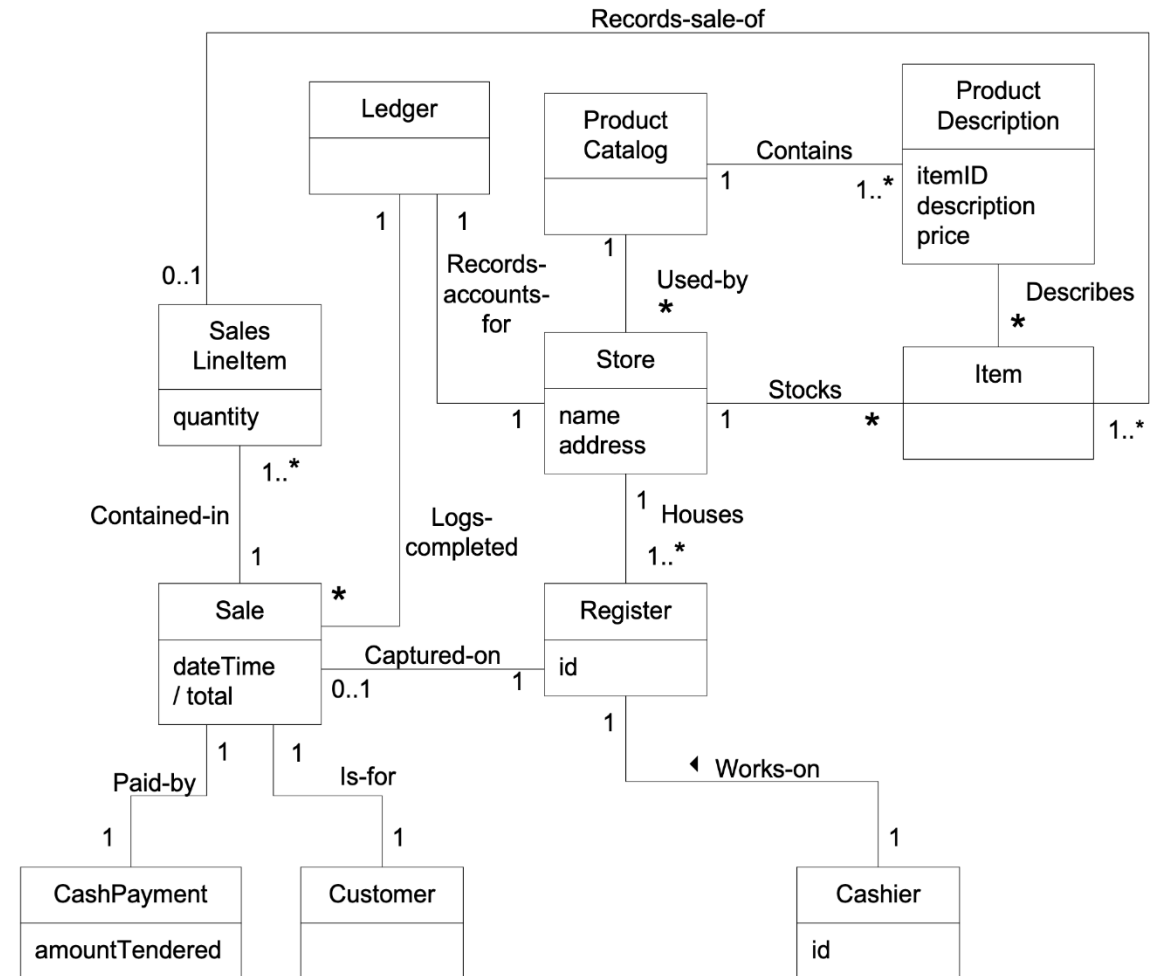 Records-sale-of
Ledger
Product
Catalog
1
Contains
1..*
Product
Description
itemID
description
price
1
1
Records-
accounts-
for
1
Used-by
*
Describes
*
0..1
Sales
LineItem
quantity
1..*
Store
name
address
1
1
Stocks
*
Item
1..*
Contained-in
1
Logs-
completed
*
1
Houses
1..*
Sale
dateTime
/ total
Captured-on
0..1
1
Register
id
1
Paid-by
1
1
Is-for
1
1
Works-on
1
CashPayment
amountTendered
Customer
Cashier
id